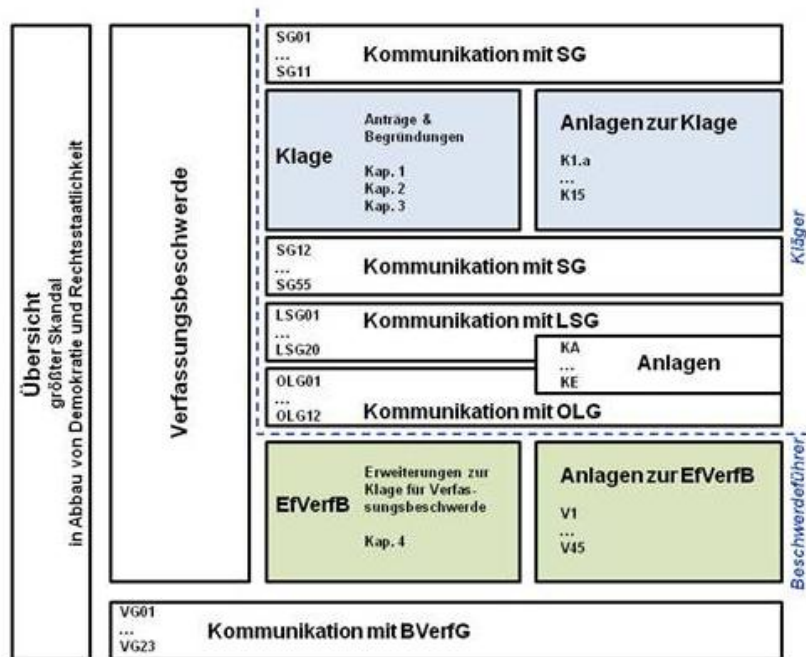 Übersicht
größter Skandal
in Abbau von Demokratie und Rechtsstaatlichkeit
Verfassungsbeschwerde
SG01
...
SG11
Kommunikation mit SG
Klage
Anträge &
Begründungen
Kap. 1
Kap. 2
Kap. 3
Anlagen zur Klage
K1.a
...
K15
Kläger
SG12
...
SG55
Kommunikation mit SG
LSG01
...
LSG20
Kommunikation mit LSG
KA
...
KE
Anlagen
OLG01
...
OLG12
Kommunikation mit OLG
EfVerfB
Erweiterungen zur
Klage für Verfas-
sungsbeschwerde
Kap. 4
Anlagen zur EfVerfB
V1
...
V45
Beschwerdeführer
VG01
...
VG23
Kommunikation mit BVerfG